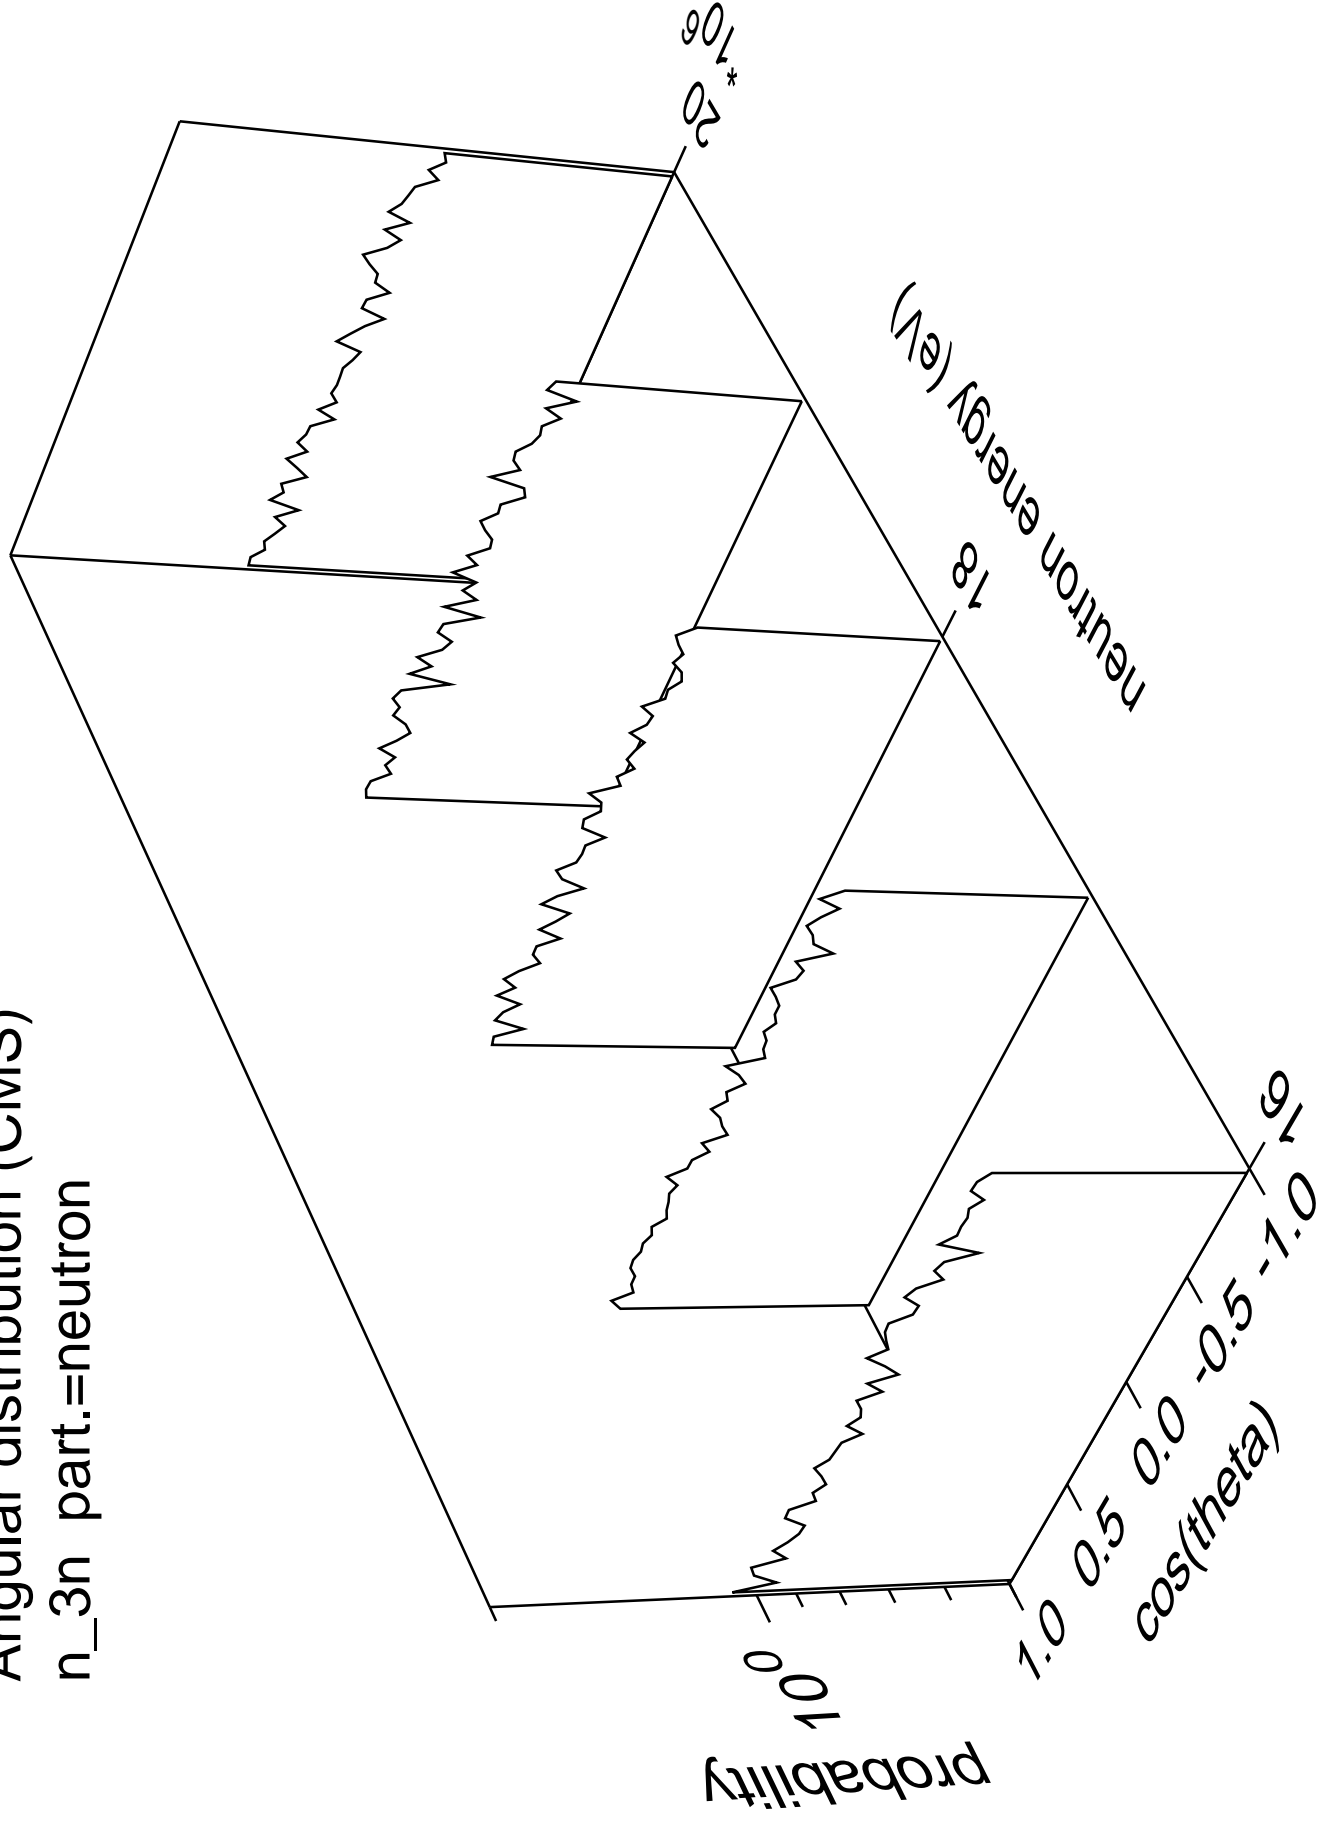 Angular distribution (CMS)
n_3n part.=neutron
probability
10 0
1.0 0.5 0.0 -0.5 -1.0
cos(theta)
16 18 20
* 10 6
neutron energy (eV)